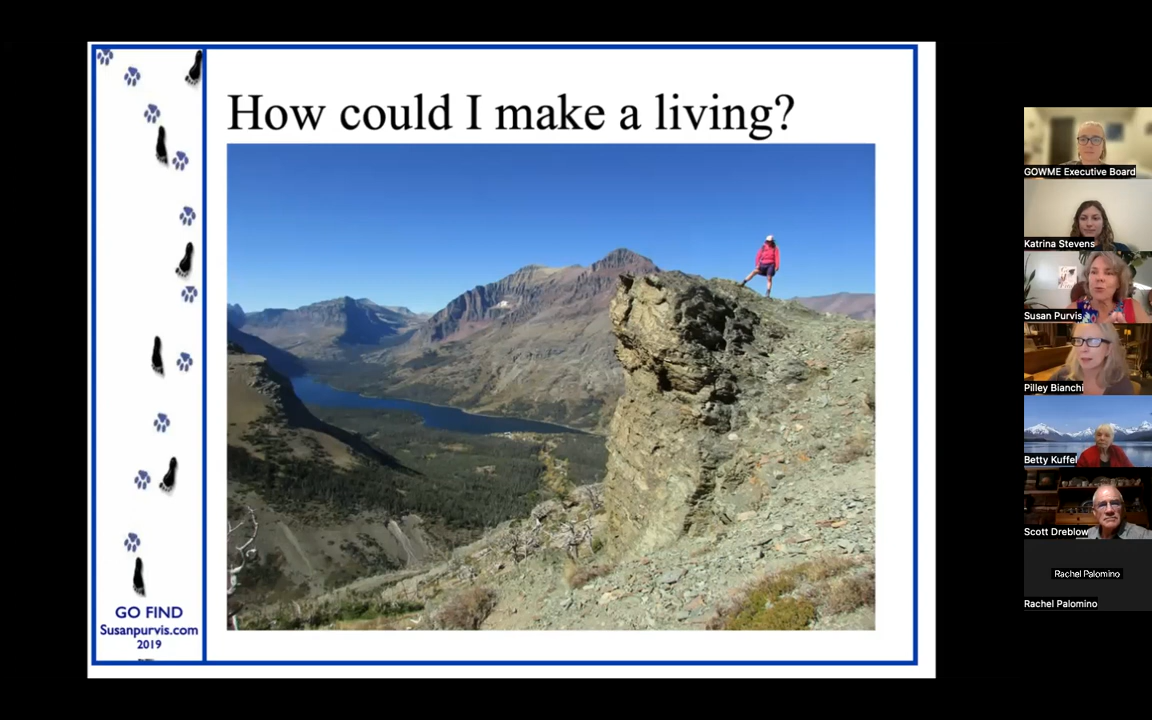 How could I make a living?
GO FIND
Susanpurvis.com
2019
GOWME Executive Board
Katrina Stevens
Susan Purvis
Pilley Bianchi
Betty Kuffel
Scott Dreblow
Rachel Palomino
Rachel Palomino